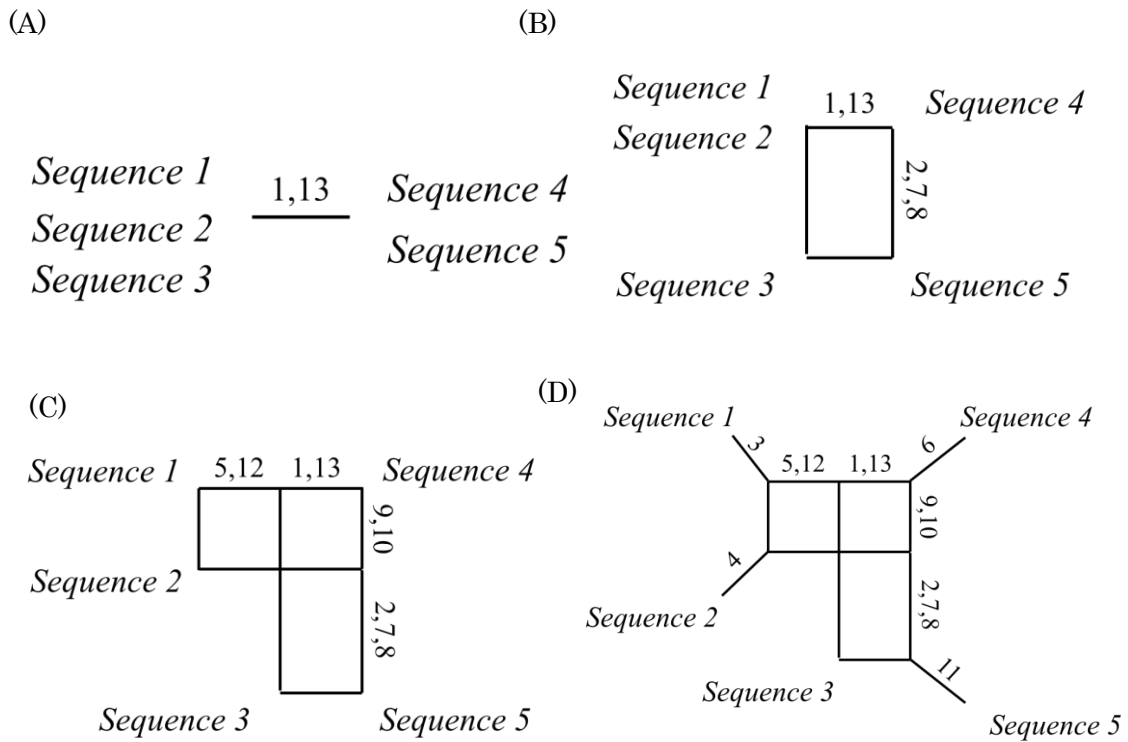 (A)
Sequence 1
Sequence 2
Sequence 3
1,13
Sequence 4
Sequence 5
(B)
Sequence 1
Sequence 2
1,13
Sequence 4
2,7,8
Sequence 3
Sequence 5
(C)
Sequence 1
5,12
1,13
Sequence 4
9,10
Sequence 2
2,7,8
Sequence 3
Sequence 5
(D)
Sequence 1
3
5,12
1,13
6
Sequence 4
9,10
4
Sequence 2
2,7,8
Sequence 3
11
Sequence 5